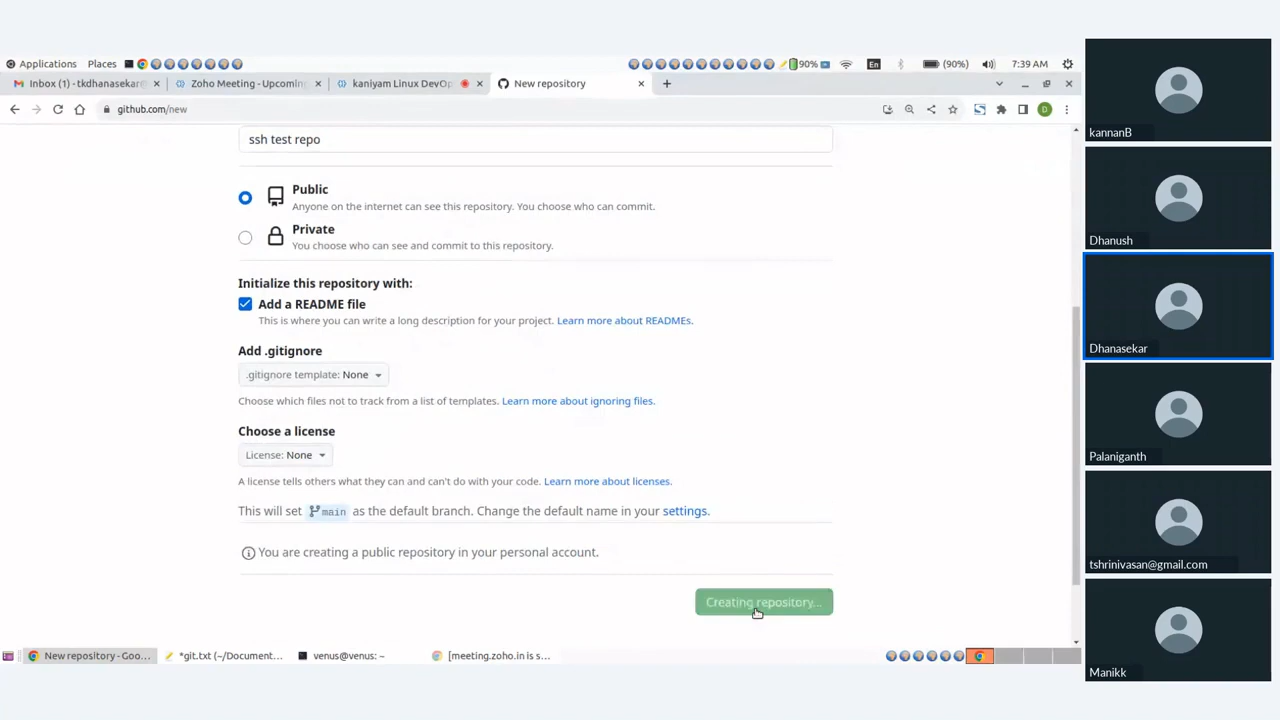 Applications Places 90% En (90%) 7:39 AM
Inbox (1) - tkdhanasekar@ Zoho Meeting - Upcoming kaniyam Linux DevOp New repository
github.com/new D
ssh test repo
Public
Anyone on the internet can see this repository. You choose who can commit.
Private
You choose who can see and commit to this repository.
Initialize this repository with:
Add a README file
This is where you can write a long description for your project. Learn more about READMEs.
Add .gitignore
.gitignore template: None
Choose which files not to track from a list of templates. Learn more about ignoring files.
Choose a license
License: None
A license tells others what they can and can't do with your code. Learn more about licenses.
This will set main as the default branch. Change the default name in your settings.
You are creating a public repository in your personal account.
Creating repository...
New repository - Goo... *git.txt (~/Document... venus@venus: ~ [meeting.zoho.in is s...
kannanB
Dhanush
Dhanasekar
Palaniganth
tshrinivasan@gmail.com
Manikk